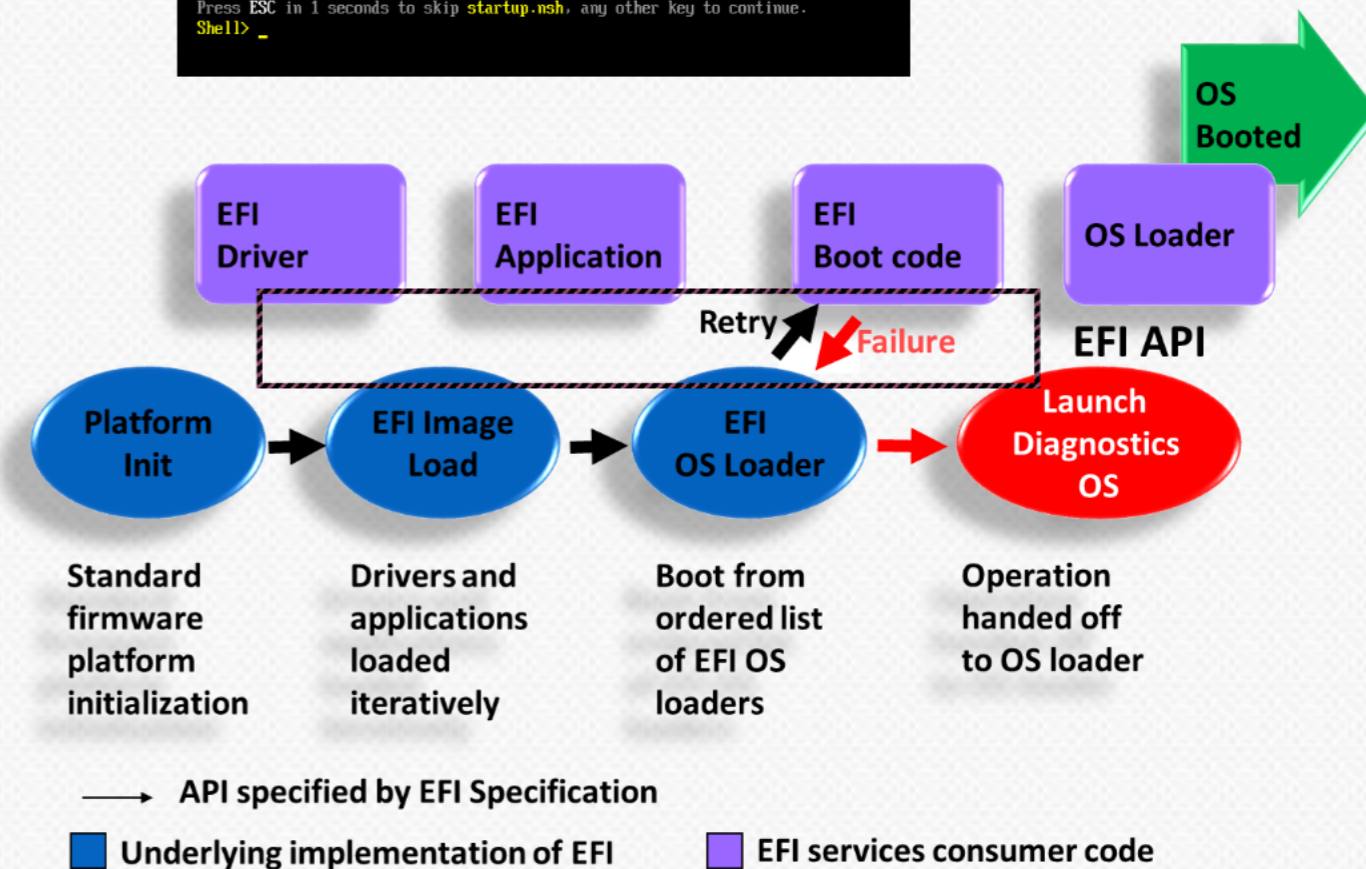 Press ESC in 1 seconds to skip startup.nsh, any other key to continue.
Shell> _
OS
Booted
EFI
Driver
EFI
Application
EFI
Boot code
OS Loader
Retry
Failure
EFI API
Platform
Init
EFI Image
Load
EFI
OS Loader
Launch
Diagnostics
OS
Standard
firmware
platform
initialization
Drivers and
applications
loaded
iteratively
Boot from
ordered list
of EFI OS
loaders
Operation
handed off
to OS loader
API specified by EFI Specification
Underlying implementation of EFI
EFI services consumer code